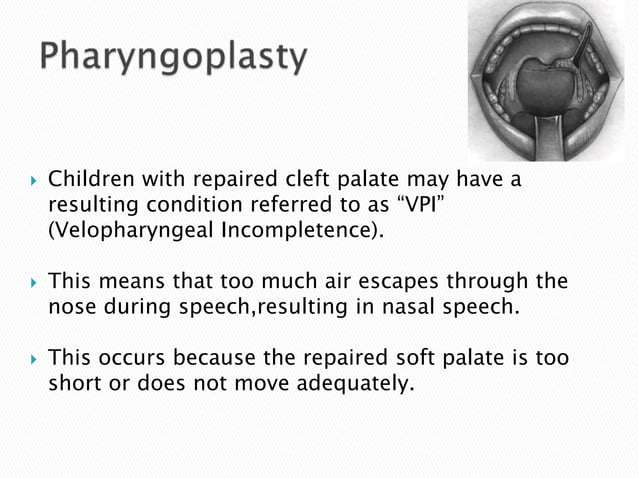 Pharyngoplasty
Children with repaired cleft palate may have a
resulting condition referred to as “VPI”
(Velopharyngeal Incompletence).
This means that too much air escapes through the
nose during speech,resulting in nasal speech.
This occurs because the repaired soft palate is too
short or does not move adequately.